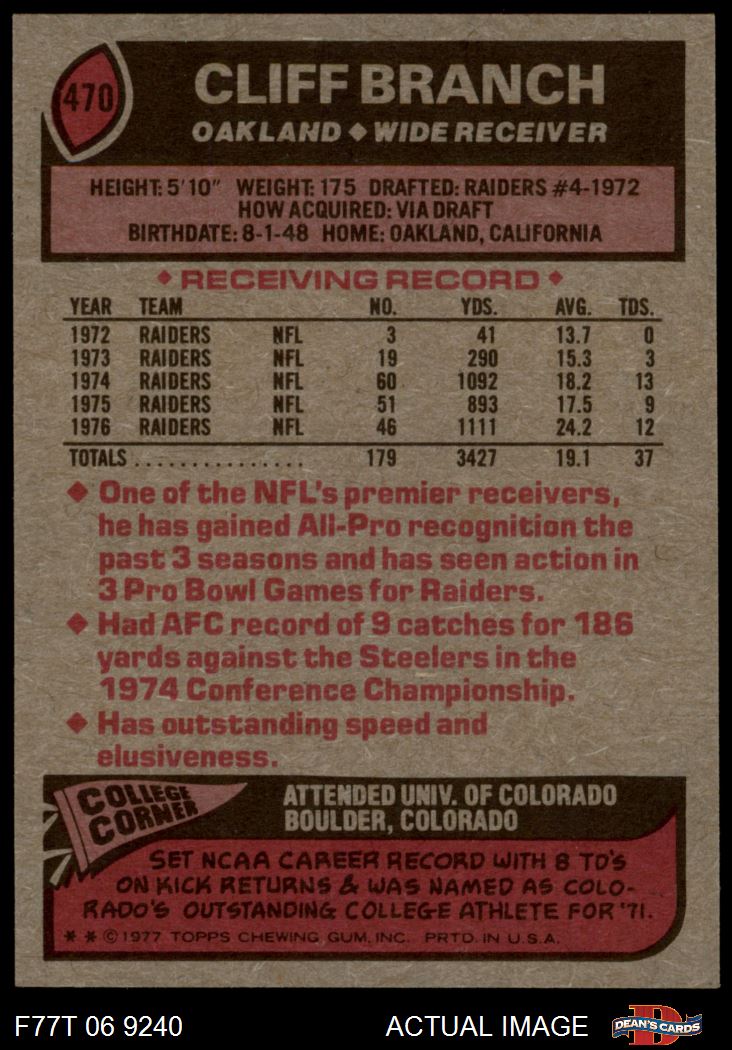 470
CLIFF BRANCH
OAKLAND ◆ WIDE RECEIVER
HEIGHT: 5'10" WEIGHT: 175 DRAFTED: RAIDERS #4-1972
HOW ACQUIRED: VIA DRAFT
BIRTHDATE: 8-1-48 HOME: OAKLAND, CALIFORNIA
◆ RECEIVING RECORD ◆
YEAR TEAM NO. YDS. AVG. TDS.
1972 RAIDERS NFL 3 41 13.7 0
1973 RAIDERS NFL 19 290 15.3 3
1974 RAIDERS NFL 60 1092 18.2 13
1975 RAIDERS NFL 51 893 17.5 9
1976 RAIDERS NFL 46 1111 24.2 12
TOTALS ................ 179 3427 19.1 37
◆ One of the NFL's premier receivers,
he has gained All-Pro recognition the
past 3 seasons and has seen action in
3 Pro Bowl Games for Raiders.
◆ Had AFC record of 9 catches for 186
yards against the Steelers in the
1974 Conference Championship.
◆ Has outstanding speed and
elusiveness.
COLLEGE
CORNER
ATTENDED UNIV. OF COLORADO
BOULDER, COLORADO
SET NCAA CAREER RECORD WITH 8 TD'S
ON KICK RETURNS & WAS NAMED AS COLO-
RADO'S OUTSTANDING COLLEGE ATHLETE FOR '71.
* * © 1977 TOPPS CHEWING GUM, INC. PRTD. IN U.S.A.
F77T 06 9240 ACTUAL IMAGE
D
DEAN'S CARDS